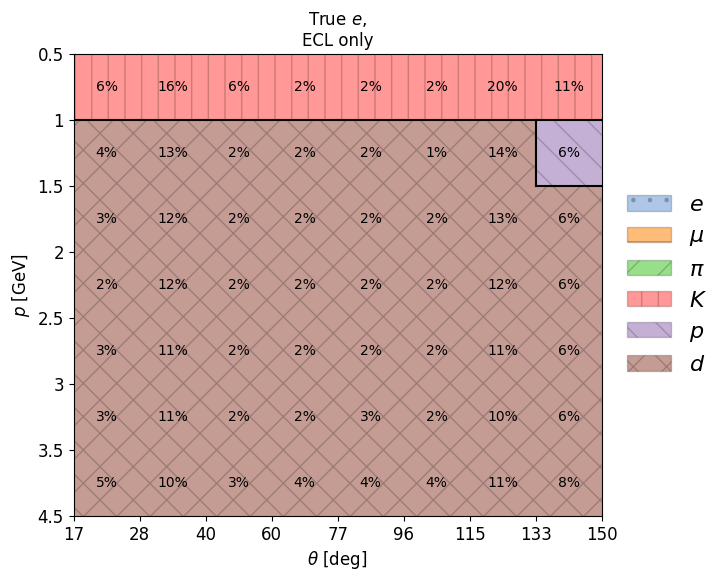 True e,
ECL only
0.5
6% 16% 6% 2% 2% 2% 20% 11%
1
4% 13% 2% 2% 2% 1% 14% 6%
1.5
3% 12% 2% 2% 2% 2% 13% 6%
2
2% 12% 2% 2% 2% 2% 12% 6%
2.5
3% 11% 2% 2% 2% 2% 11% 6%
3
3% 11% 2% 2% 3% 2% 10% 6%
3.5
5% 10% 3% 4% 4% 4% 11% 8%
4.5
p [GeV]
17 28 40 60 77 96 115 133 150
θ [deg]
e
μ
π
K
p
d